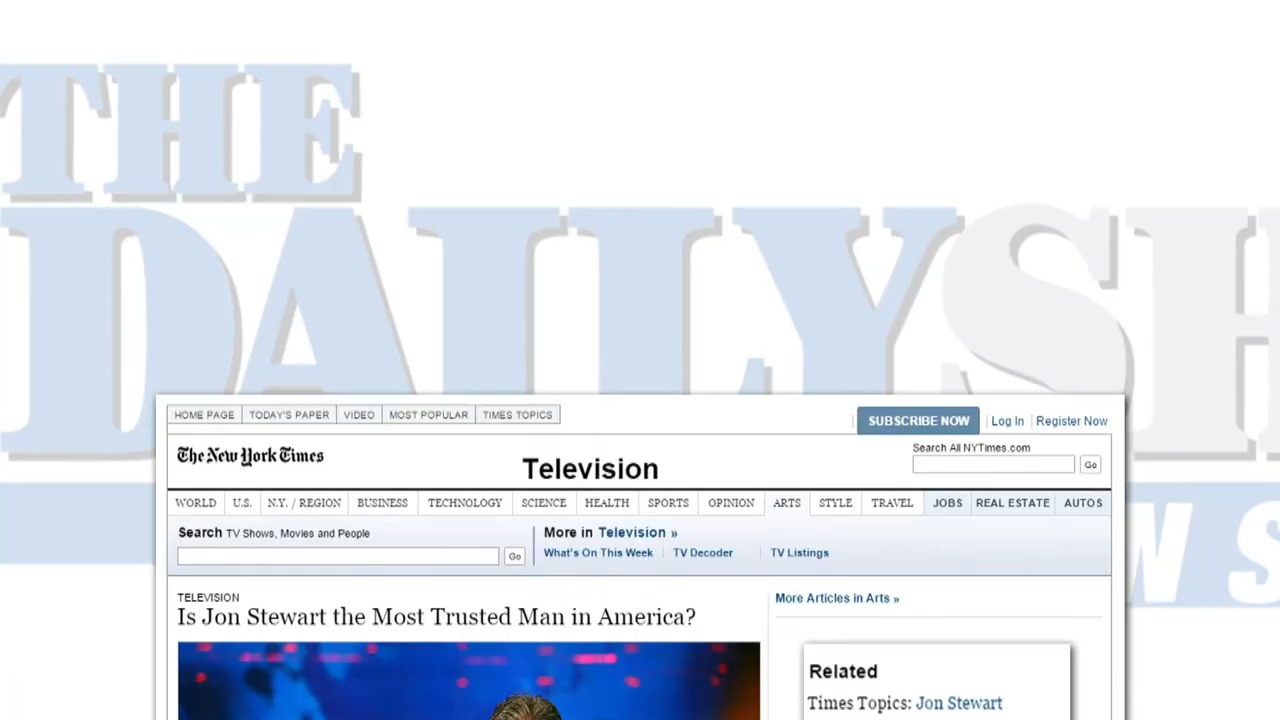 THE
DAILY SH
W S
HOME PAGE TODAY'S PAPER VIDEO MOST POPULAR TIMES TOPICS
SUBSCRIBE NOW Log In Register Now
The New York Times
Television
Search All NYTimes.com
Go
WORLD U.S. N.Y. / REGION BUSINESS TECHNOLOGY SCIENCE HEALTH SPORTS OPINION ARTS STYLE TRAVEL JOBS REAL ESTATE AUTOS
Search TV Shows, Movies and People
Go
More in Television »
What's On This Week TV Decoder TV Listings
TELEVISION
Is Jon Stewart the Most Trusted Man in America?
More Articles in Arts »
Related
Times Topics: Jon Stewart